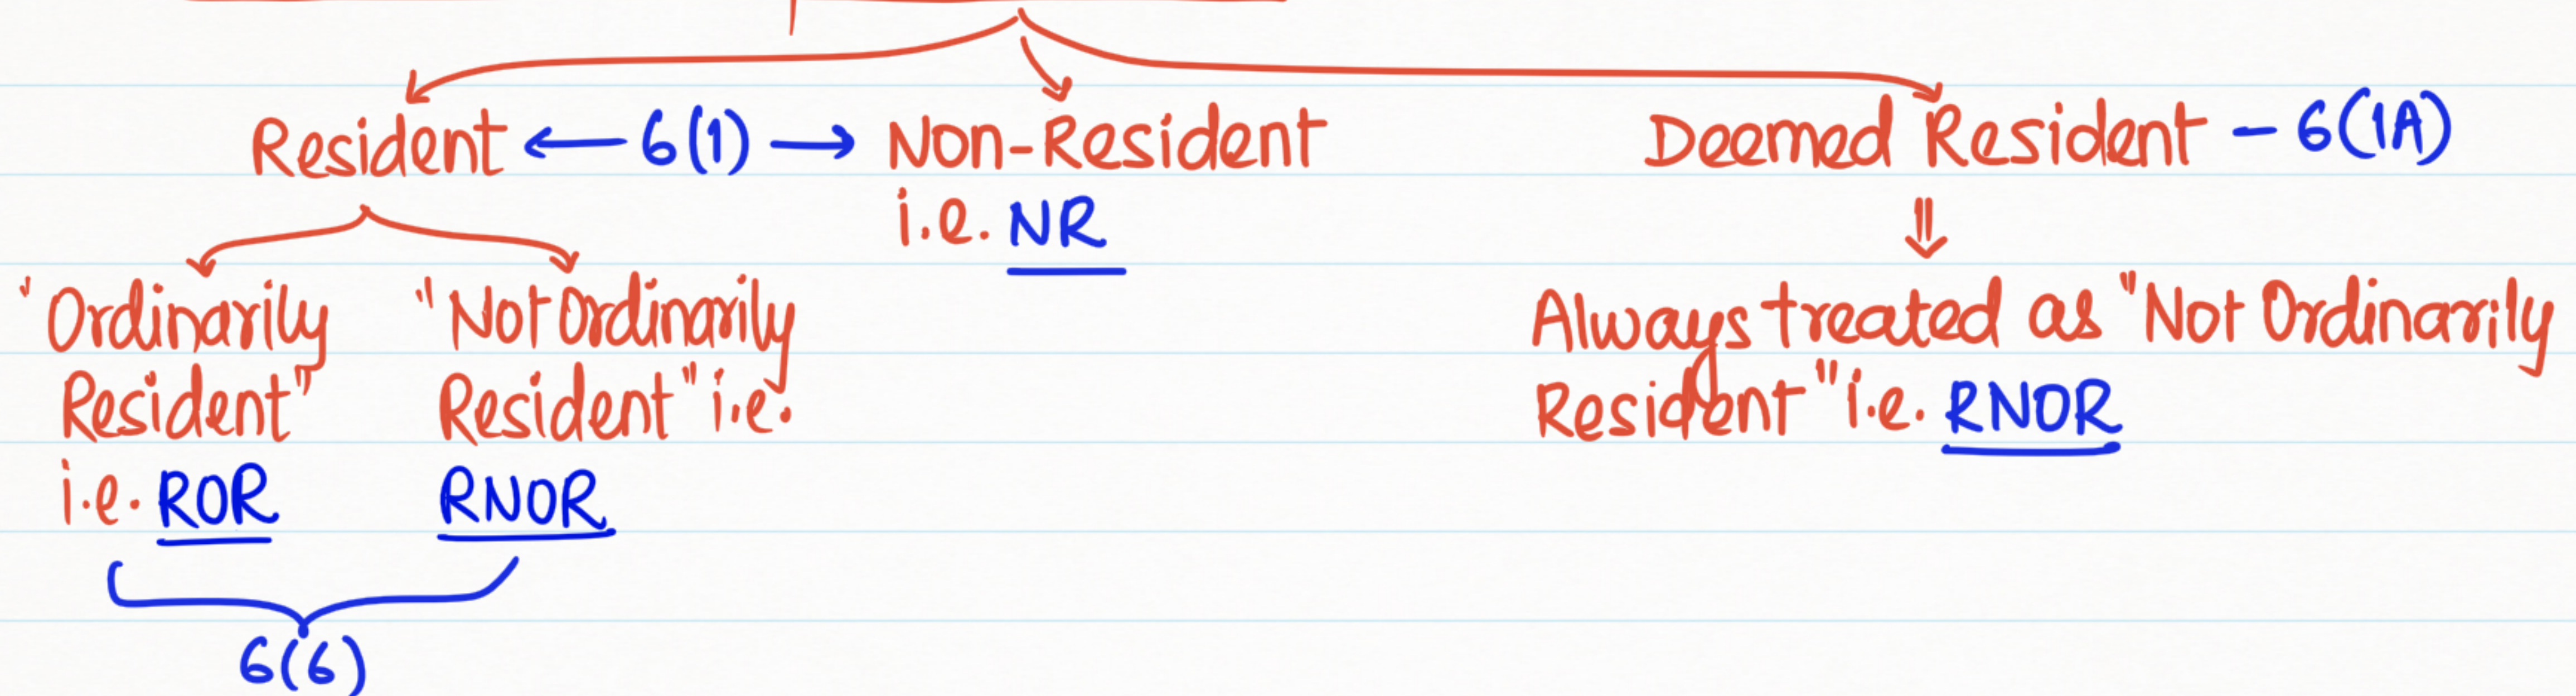 Resident ← 6(1) → Non-Resident
i.e. NR
Deemed Resident – 6(1A)
"Ordinarily
Resident"
i.e. ROR
"Not Ordinarily
Resident" i.e.
RNOR
6(6)
Always treated as "Not Ordinarily
Resident" i.e. RNOR